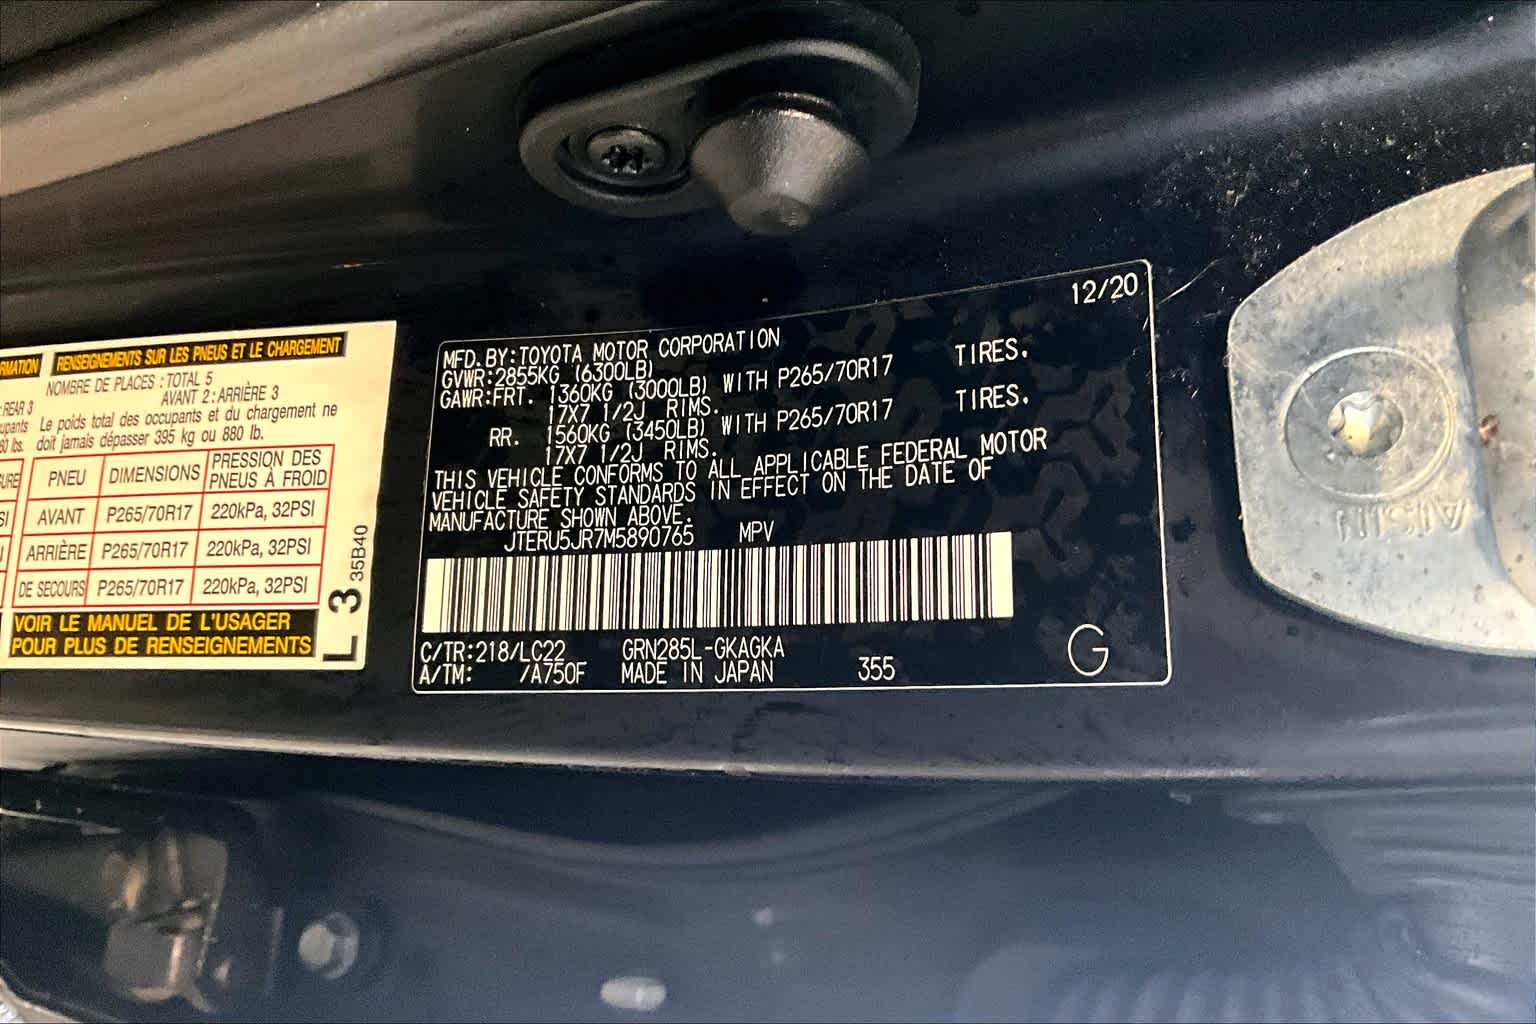 RMATION
RENSEIGNEMENTS SUR LES PNEUS ET LE CHARGEMENT
NOMBRE DE PLACES : TOTAL 5
AVANT 2 : ARRIÈRE 3
: REAR 3
Le poids total des occupants et du chargement ne
doit jamais dépasser 395 kg ou 880 lb.
lbs.
PNEU DIMENSIONS PRESSION DES PNEUS À FROID
AVANT P265/70R17 220kPa, 32PSI
ARRIÈRE P265/70R17 220kPa, 32PSI
DE SECOURS P265/70R17 220kPa, 32PSI
VOIR LE MANUEL DE L'USAGER
POUR PLUS DE RENSEIGNEMENTS
L 3 35B40
12/20
MFD.BY:TOYOTA MOTOR CORPORATION
GVWR:2855KG (6300LB)
GAWR:FRT. 1360KG (3000LB) WITH P265/70R17 TIRES.
17X7 1/2J RIMS.
RR. 1560KG (3450LB) WITH P265/70R17 TIRES.
17X7 1/2J RIMS.
THIS VEHICLE CONFORMS TO ALL APPLICABLE FEDERAL MOTOR
VEHICLE SAFETY STANDARDS IN EFFECT ON THE DATE OF
MANUFACTURE SHOWN ABOVE.
JTERU5JR7M5890765 MPV
C/TR:218/LC22 GRN285L-GKAGKA
A/TM: /A750F MADE IN JAPAN 355
G
AISIN